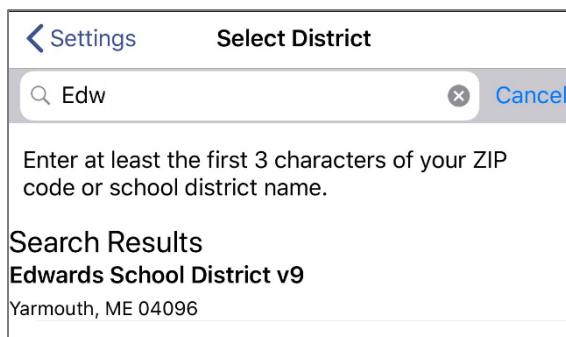 Settings
Select District
Edw
Cancel
Enter at least the first 3 characters of your ZIP
code or school district name.
Search Results
Edwards School District v9
Yarmouth, ME 04096